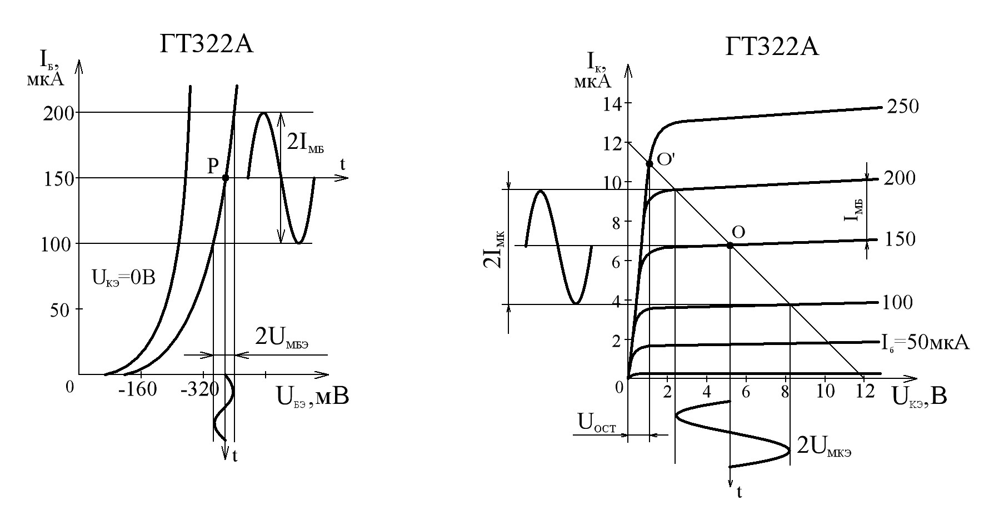 ГТ322А
Iб,
мкА
200
150
100
50
0
-160
-320
UБЭ,мВ
UКЭ=0В
P
2IМБ
t
2UМБЭ
t
ГТ322А
Iк,
мкА
14
12
10
8
6
4
2
0
2
4
6
8
10
12
UКЭ,В
250
200
150
100
Iб=50мкА
O'
O
IМБ
2IМК
UОСТ
2UМКЭ
t